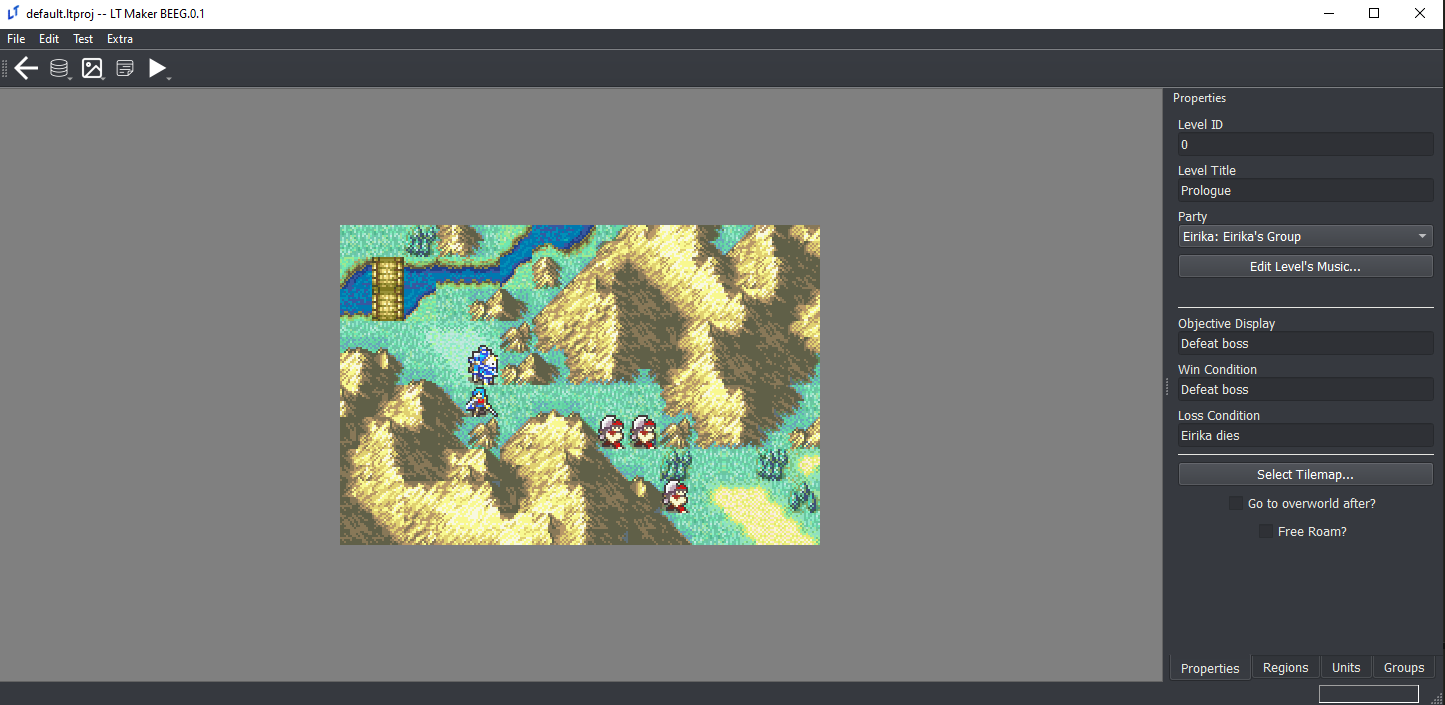 LT default.ltproj -- LT Maker BEEG.0.1
File Edit Test Extra
Properties
Level ID
0
Level Title
Prologue
Party
Eirika: Eirika's Group
Edit Level's Music...
Objective Display
Defeat boss
Win Condition
Defeat boss
Loss Condition
Eirika dies
Select Tilemap...
Go to overworld after?
Free Roam?
Properties Regions Units Groups